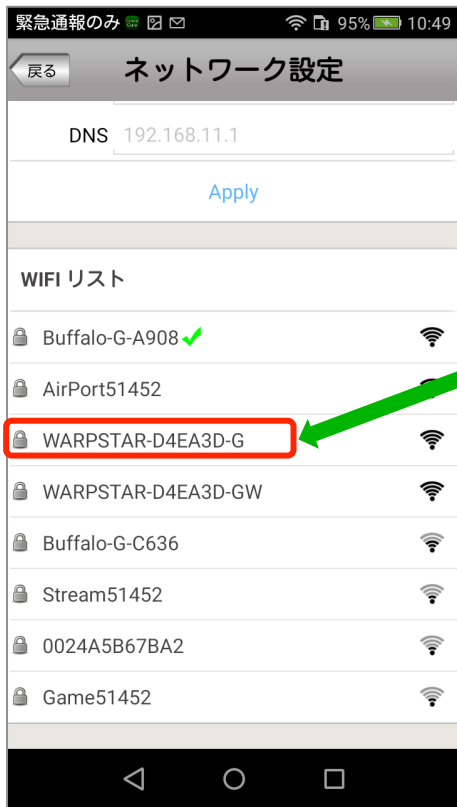 緊急通報のみ 95% 10:49
戻る ネットワーク設定
DNS 192.168.11.1
Apply
WIFI リスト
Buffalo-G-A908
AirPort51452
WARPSTAR-D4EA3D-G
WARPSTAR-D4EA3D-GW
Buffalo-G-C636
Stream51452
0024A5B67BA2
Game51452